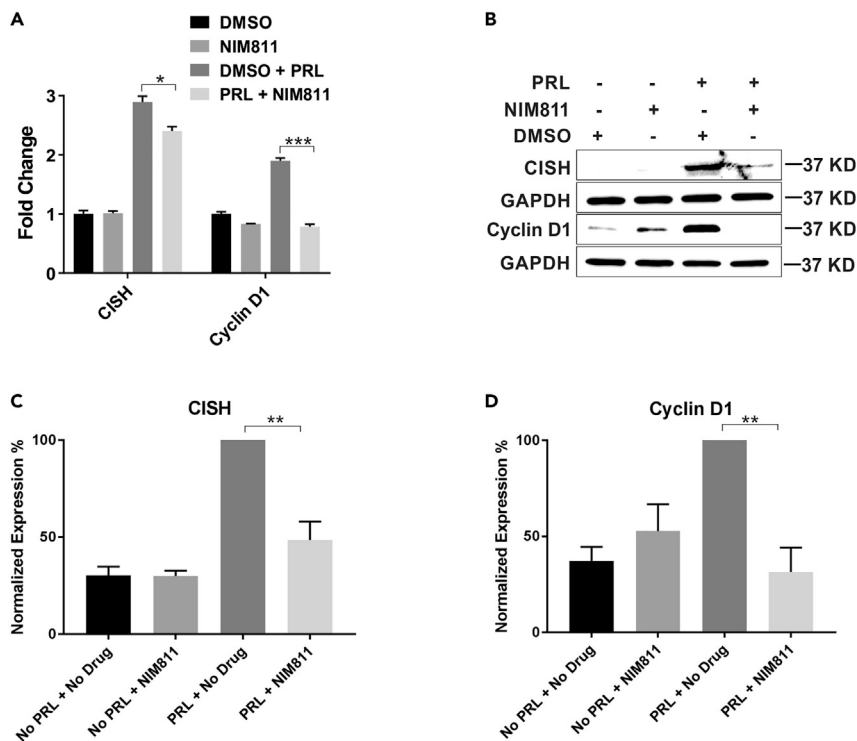 A
DMSO
NIM811
DMSO + PRL
PRL + NIM811
*
***
3
2
1
0
Fold Change
CISH
Cyclin D1
B
PRL - - + +
NIM811 - + - +
DMSO + - + -
CISH 37 KD
GAPDH 37 KD
Cyclin D1 37 KD
GAPDH 37 KD
C
CISH
**
100
50
0
Normalized Expression %
No PRL + No Drug
No PRL + NIM811
PRL + No Drug
PRL + NIM811
D
Cyclin D1
**
100
50
0
Normalized Expression %
No PRL + No Drug
No PRL + NIM811
PRL + No Drug
PRL + NIM811